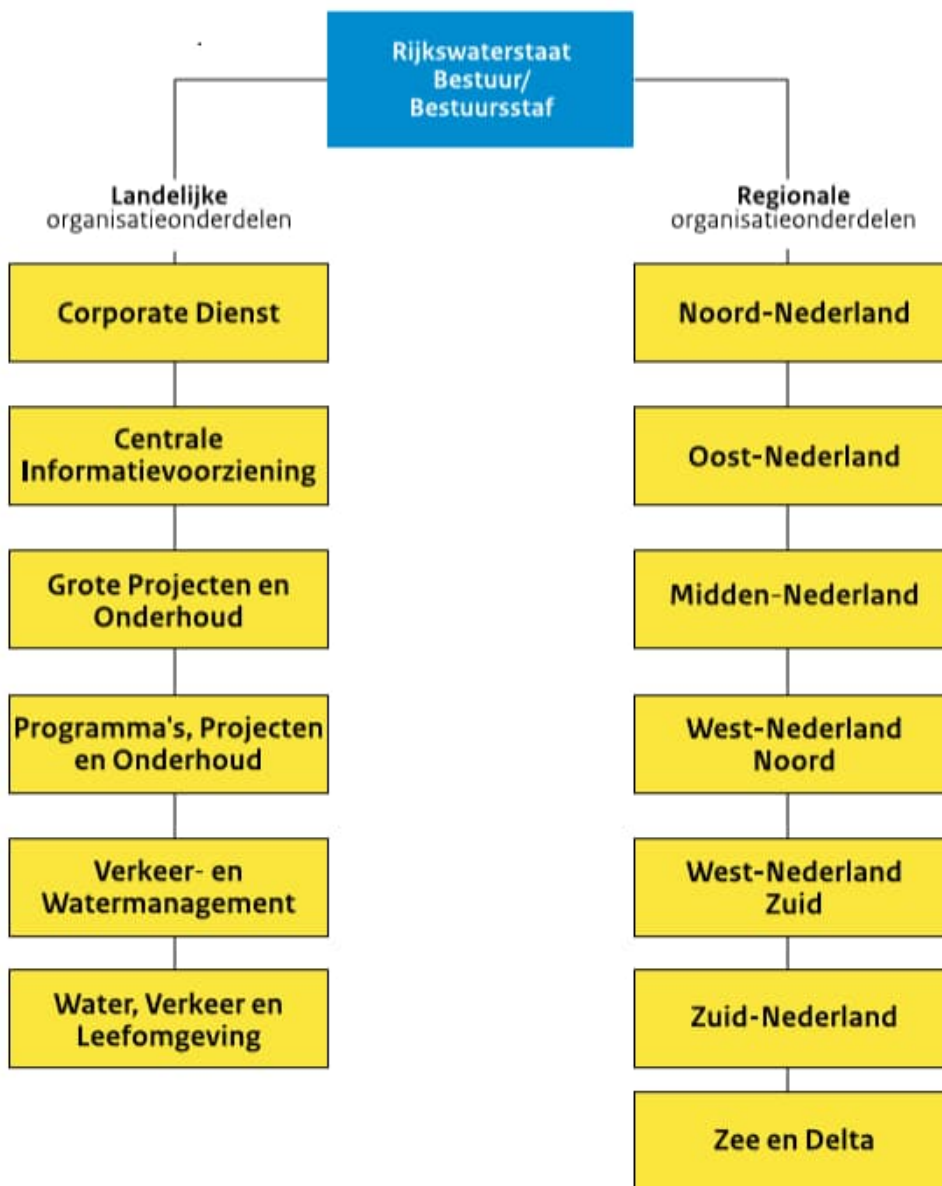 Rijkswaterstaat
Bestuur/
Bestuursstaf
Landelijke
organisatieonderdelen
Corporate Dienst
Centrale
Informatievoorziening
Grote Projecten en
Onderhoud
Programma's, Projecten
en Onderhoud
Verkeer- en
Watermanagement
Water, Verkeer en
Leefomgeving
Regionale
organisatieonderdelen
Noord-Nederland
Oost-Nederland
Midden-Nederland
West-Nederland
Noord
West-Nederland
Zuid
Zuid-Nederland
Zee en Delta